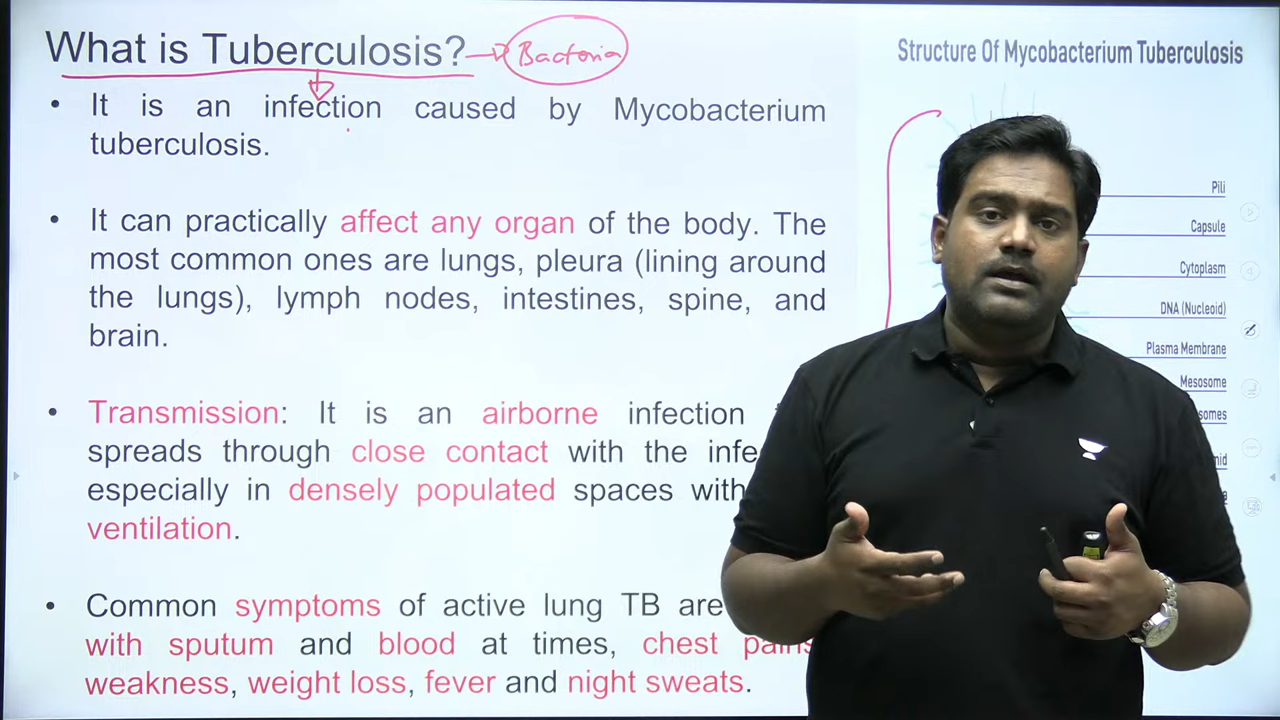 What is Tuberculosis? Bacteria
• It is an infection caused by Mycobacterium
tuberculosis.
• It can practically affect any organ of the body. The
most common ones are lungs, pleura (lining around
the lungs), lymph nodes, intestines, spine, and
brain.
• Transmission: It is an airborne infection
spreads through close contact with the
especially in densely populated spaces with
ventilation.
• Common symptoms of active lung TB are
with sputum and blood at times, chest pains
weakness, weight loss, fever and night sweats.
Structure Of Mycobacterium Tuberculosis
Pili
Capsule
Cytoplasm
DNA (Nucleoid)
Plasma Membrane
Mesosome